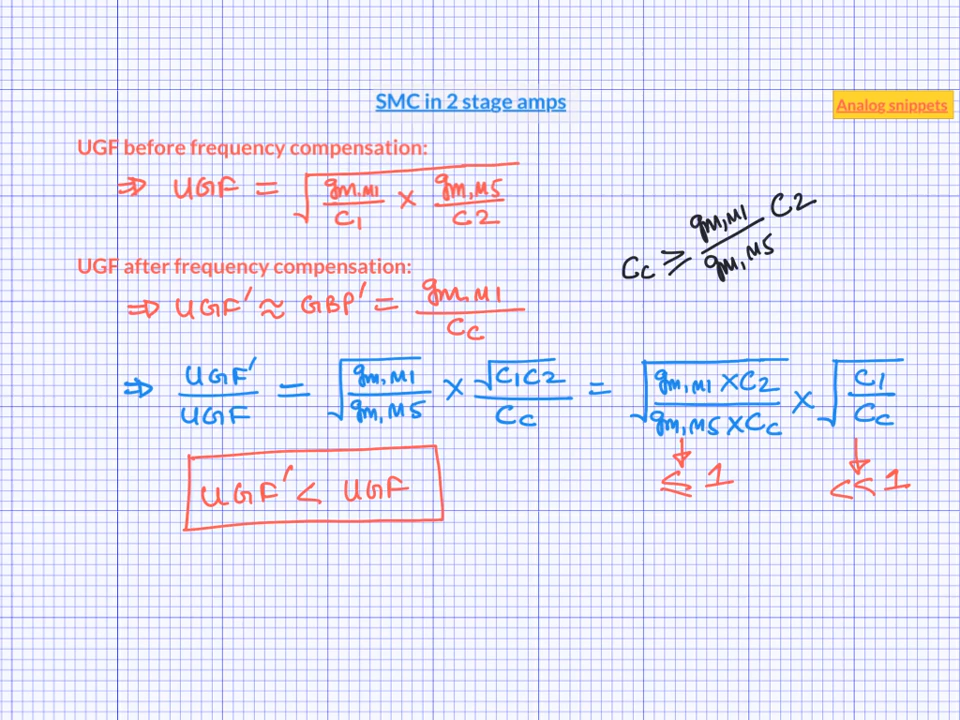 SMC in 2 stage amps
Analog snippets
UGF before frequency compensation:
⇒ UGF = √(gm,M1/C1 × gm,M5/C2)
Cc ≥ gm,M1/gm,M5 C2
UGF after frequency compensation:
⇒ UGF' ≈ GBP' = gm,M1/Cc
⇒ UGF'/UGF = √(gm,M1/gm,M5) × √(C1C2)/Cc = √(gm,M1 × C2/gm,M5 × Cc) × √(C1/Cc)
↓ ≤ 1 ↓ << 1
UGF' < UGF